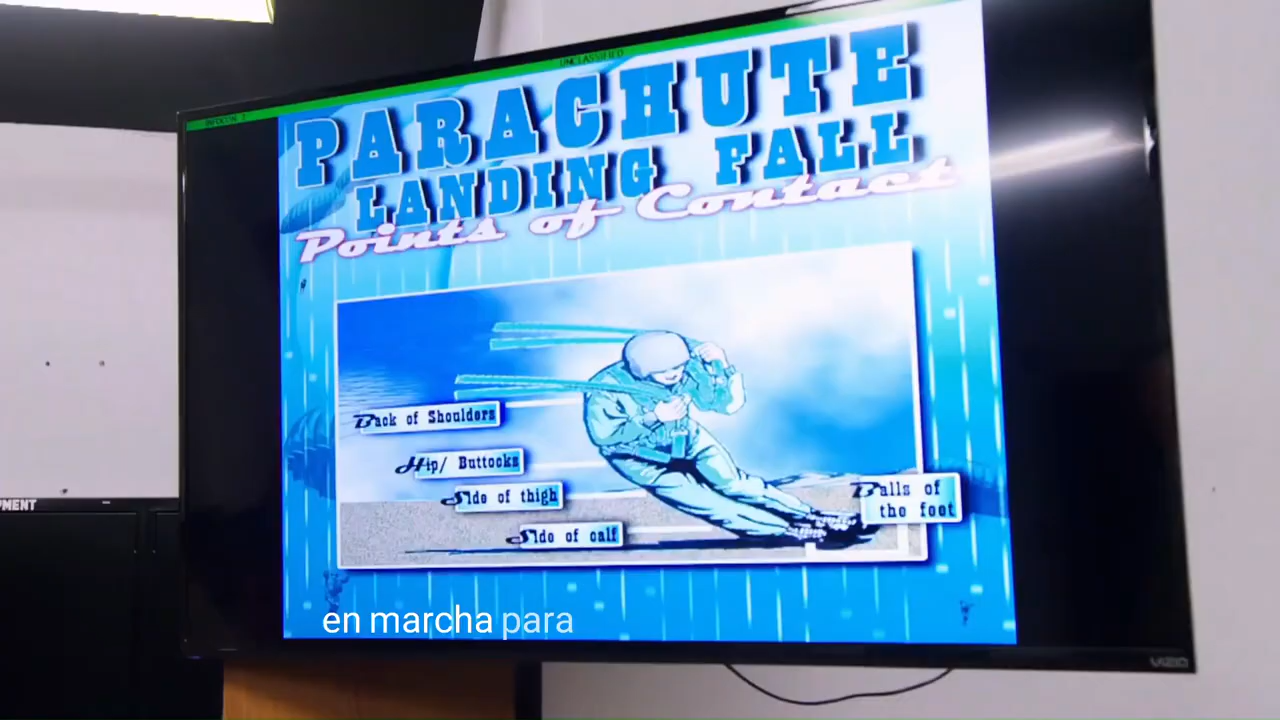 UNCLASSIFIED
PARACHUTE
LANDING FALL
Points of Contact
Back of Shoulders
Hip/ Buttocks
Side of thigh
Side of calf
Balls of
the foot
en marcha para
VIZIO